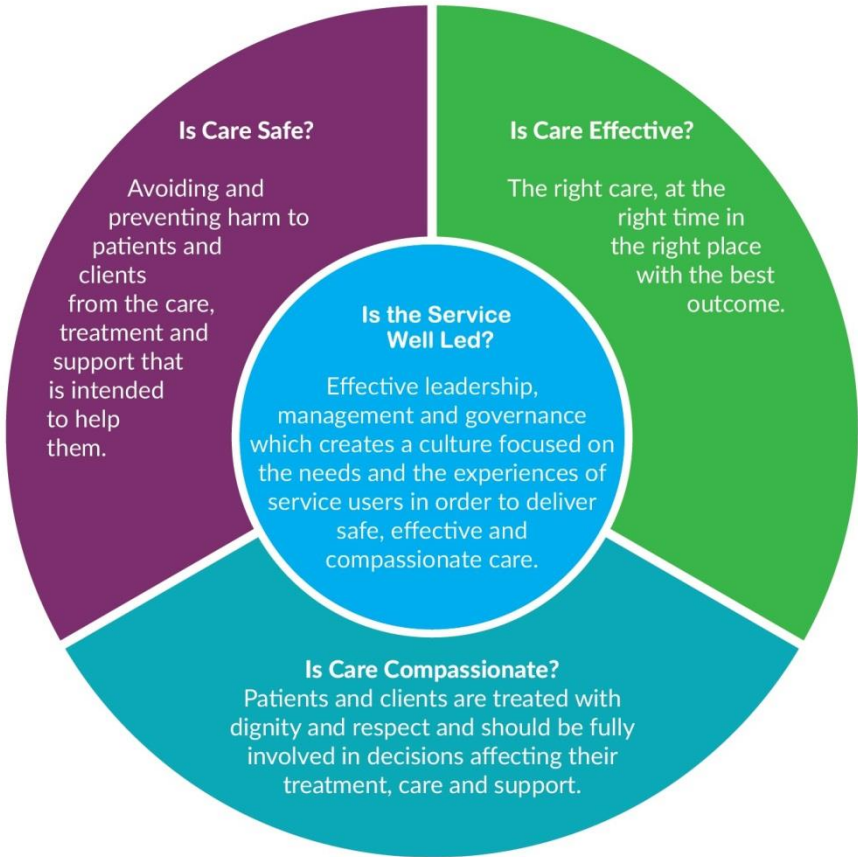 Is Care Safe?
Avoiding and
preventing harm to
patients and
clients
from the care,
treatment and
support that
is intended
to help
them.
Is Care Effective?
The right care, at the
right time in
the right place
with the best
outcome.
Is the Service
Well Led?
Effective leadership,
management and governance
which creates a culture focused on
the needs and the experiences of
service users in order to deliver
safe, effective and
compassionate care.
Is Care Compassionate?
Patients and clients are treated with
dignity and respect and should be fully
involved in decisions affecting their
treatment, care and support.